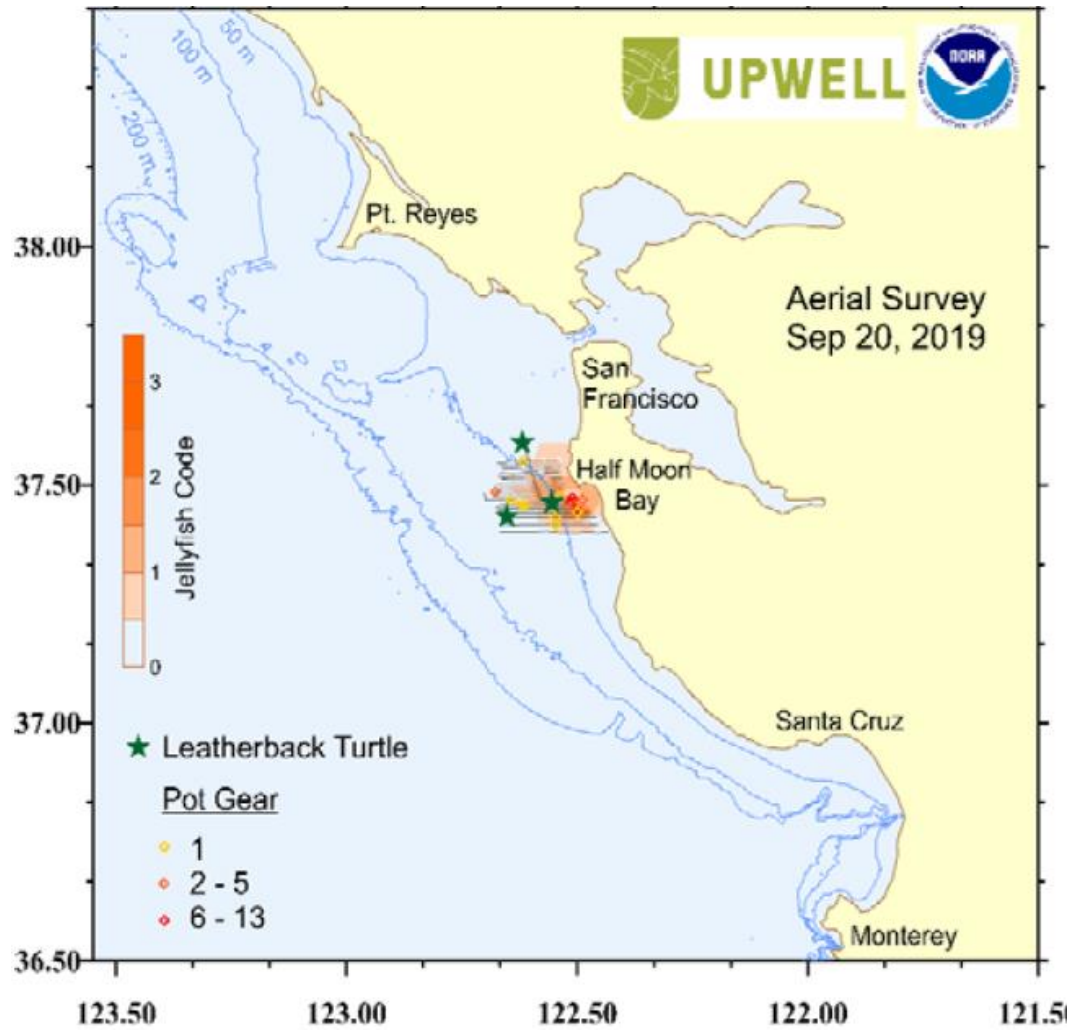 50 m
100 m
200 m
UPWELL
NOAA
Pt. Reyes
38.00
Aerial Survey
Sep 20, 2019
San
Francisco
3
2
1
0
Jellyfish Code
37.50
Half Moon
Bay
37.00
Santa Cruz
Leatherback Turtle
Pot Gear
1
2 - 5
6 - 13
Monterey
36.50
123.50
123.00
122.50
122.00